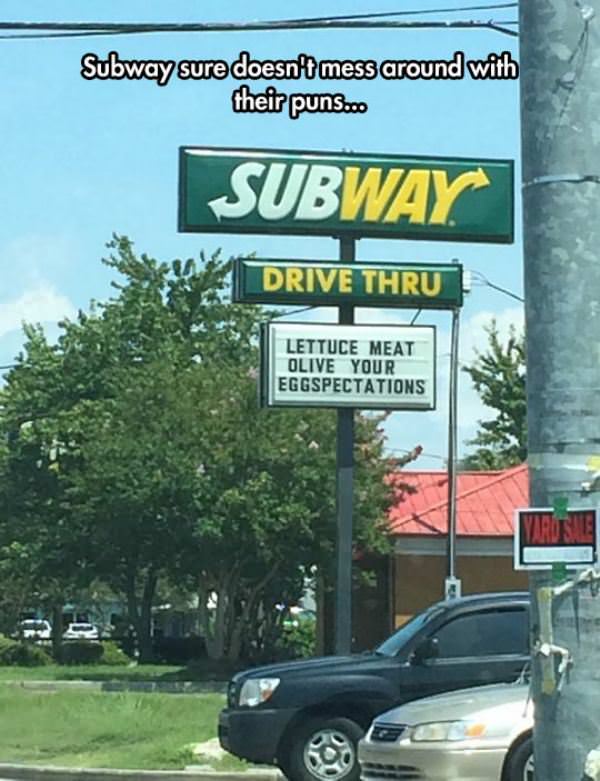 Subway sure doesn't mess around with
their puns...
SUBWAY
DRIVE THRU
LETTUCE MEAT
OLIVE YOUR
EGGSPECTATIONS
YARD SALE